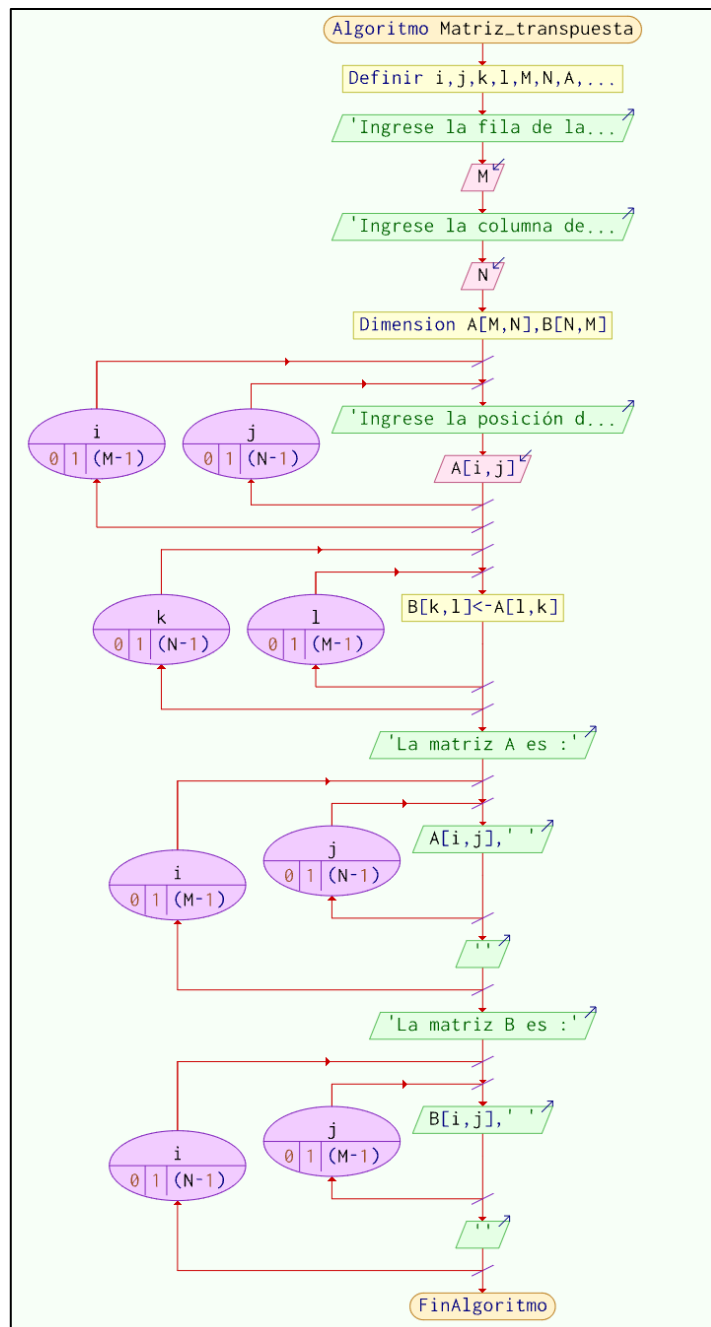 Algoritmo Matriz_transpuesta
Definir i,j,k,l,M,N,A,...
'Ingrese la fila de la...
M
'Ingrese la columna de...
N
Dimension A[M,N],B[N,M]
i
0 1 (M-1)
j
0 1 (N-1)
'Ingrese la posición d...
A[i,j]
k
0 1 (N-1)
l
0 1 (M-1)
B[k,l]<-A[l,k]
'La matriz A es :'
i
0 1 (M-1)
j
0 1 (N-1)
A[i,j],' '
''
'La matriz B es :'
i
0 1 (N-1)
j
0 1 (M-1)
B[i,j],' '
''
FinAlgoritmo